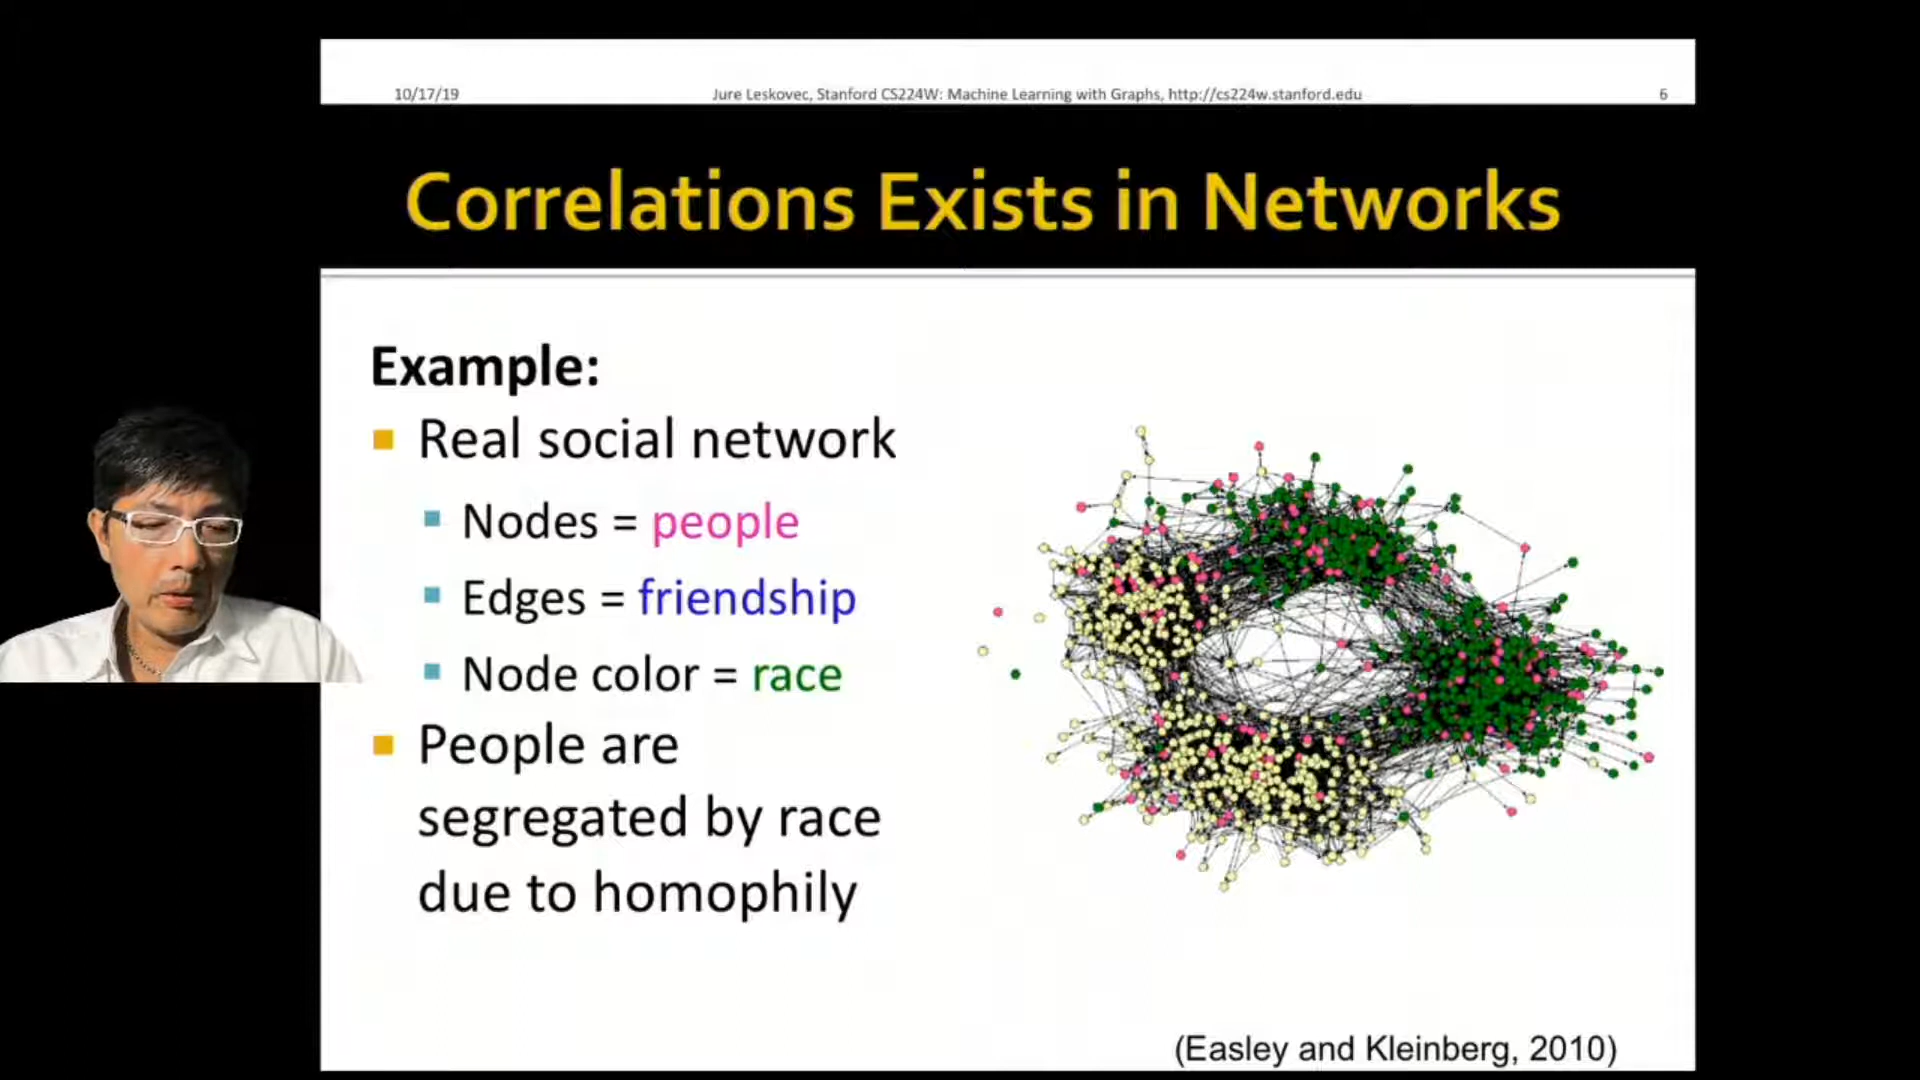 10/17/19 Jure Leskovec, Stanford CS224W: Machine Learning with Graphs, http://cs224w.stanford.edu 6
Correlations Exists in Networks
Example:
Real social network
Nodes = people
Edges = friendship
Node color = race
People are
segregated by race
due to homophily
(Easley and Kleinberg, 2010)